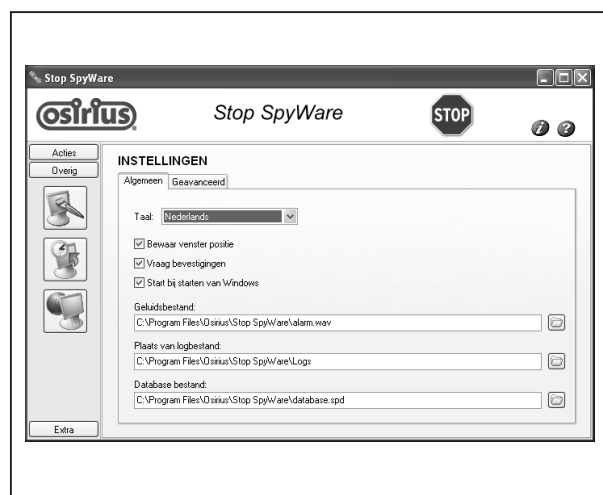 Stop SpyWare
osirius
Stop SpyWare
STOP
i ?
Acties
Overig
Extra
INSTELLINGEN
Algemeen Geavanceerd
Taal: Nederlands
Bewaar venster positie
Vraag bevestigingen
Start bij starten van Windows
Geluidsbestand:
C:\Program Files\Osirius\Stop SpyWare\alarm.wav
Plaats van logbestand:
C:\Program Files\Osirius\Stop SpyWare\Logs
Database bestand:
C:\Program Files\Osirius\Stop SpyWare\database.spd